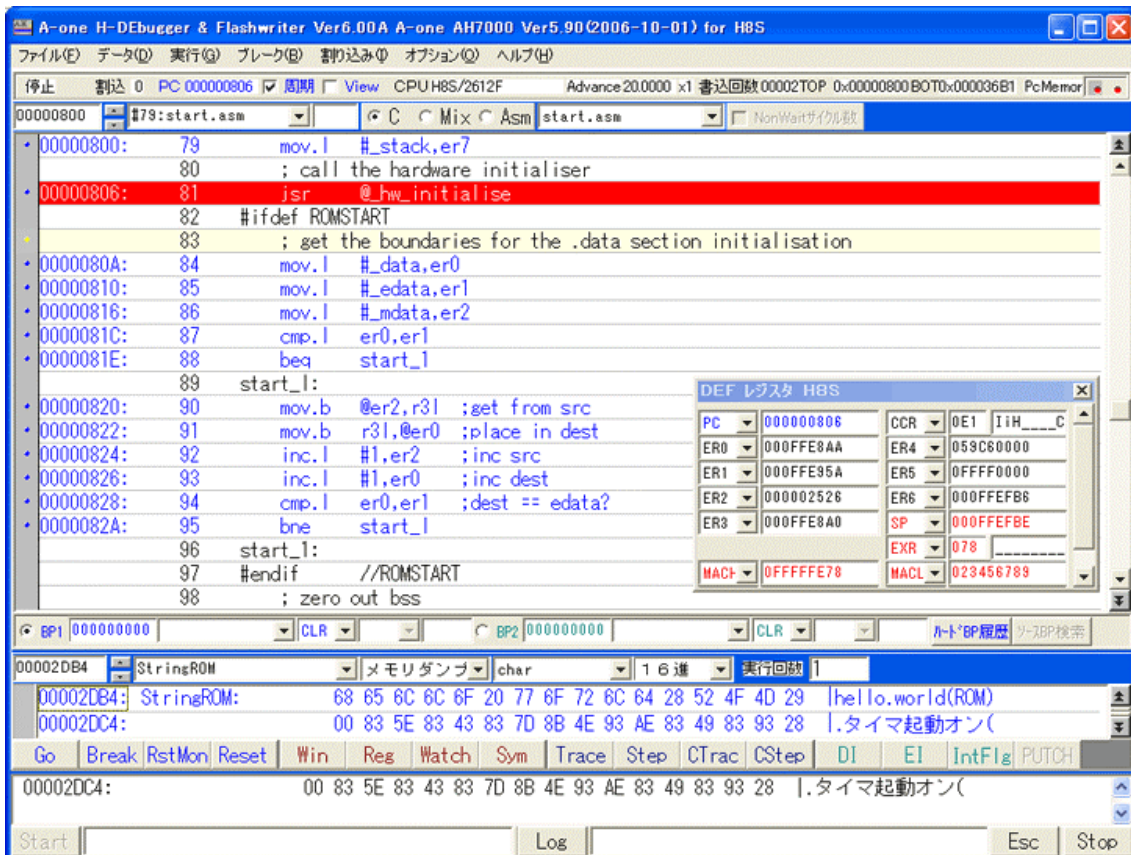 A-one H-DEbugger & Flashwriter Ver6.00A A-one AH7000 Ver5.90(2006-10-01) for H8S
ファイル(F) データ(D) 実行(G) ブレーク(B) 割り込み(I) オプション(O) ヘルプ(H)
停止 割込 0 PC 000000806 周期 View CPU H8S/2612F Advance 20.0000 x1 書込回数 00002TOP 0x00000800 BOT0x000036B1 PcMemor
00000800 #79:start.asm C Mix Asm start.asm NonWaitサイクル数
00000800: 79 mov.l #_stack,er7
80 ; call the hardware initialiser
00000806: 81 jsr @_hw_initialise
82 #ifdef ROMSTART
83 ; get the boundaries for the .data section initialisation
0000080A: 84 mov.l #_data,er0
00000810: 85 mov.l #_edata,er1
00000816: 86 mov.l #_mdata,er2
0000081C: 87 cmp.l er0,er1
0000081E: 88 beq start_1
89 start_l:
00000820: 90 mov.b @er2,r3l ;get from src
00000822: 91 mov.b r3l,@er0 ;place in dest
00000824: 92 inc.l #1,er2 ;inc src
00000826: 93 inc.l #1,er0 ;inc dest
00000828: 94 cmp.l er0,er1 ;dest == edata?
0000082A: 95 bne start_l
96 start_1:
97 #endif //ROMSTART
98 ; zero out bss
DEF レジスタ H8S
PC 000000806 CCR 0E1 IiH____C
ER0 000FFE8AA ER4 059C60000
ER1 000FFE95A ER5 0FFFF0000
ER2 000002526 ER6 000FFEFB6
ER3 000FFE8A0 SP 000FFEFBE
EXR 078 ________
MACH 0FFFFFE78 MACL 023456789
BP1 000000000 CLR BP2 000000000 CLR ハードBP履歴 ソースBP検索
00002DB4 StringROM メモリダンプ char 16進 実行回数 1
00002DB4: StringROM: 68 65 6C 6C 6F 20 77 6F 72 6C 64 28 52 4F 4D 29 |hello.world(ROM)
00002DC4: 00 83 5E 83 43 83 7D 8B 4E 93 AE 83 49 83 93 28 |.タイマ起動オン(
Go Break RstMon Reset Win Reg Watch Sym Trace Step CTrac CStep DI EI IntFlg PUTCH
00002DC4: 00 83 5E 83 43 83 7D 8B 4E 93 AE 83 49 83 93 28 |.タイマ起動オン(
Start Log Esc Stop